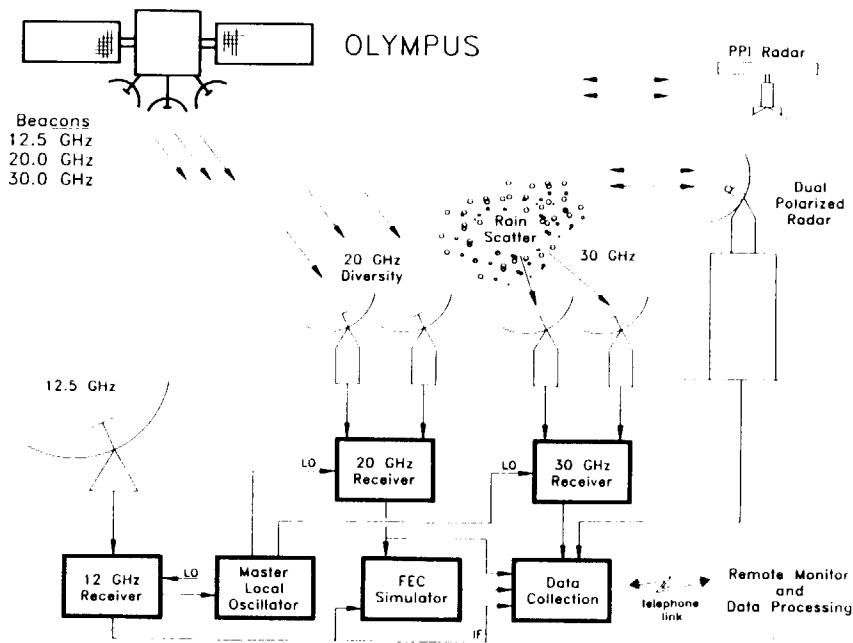 OLYMPUS
PPI Radar
Beacons
12.5 GHz
20.0 GHz
30.0 GHz
Dual
Polarized
Radar
Rain
Scatter
20 GHz
Diversity
30 GHz
12.5 GHz
LO
20 GHz
Receiver
LO
30 GHz
Receiver
12 GHz
Receiver
LO
Master
Local
Oscillator
FEC
Simulator
Data
Collection
telephone
link
Remote Monitor
and
Data Processing
IF